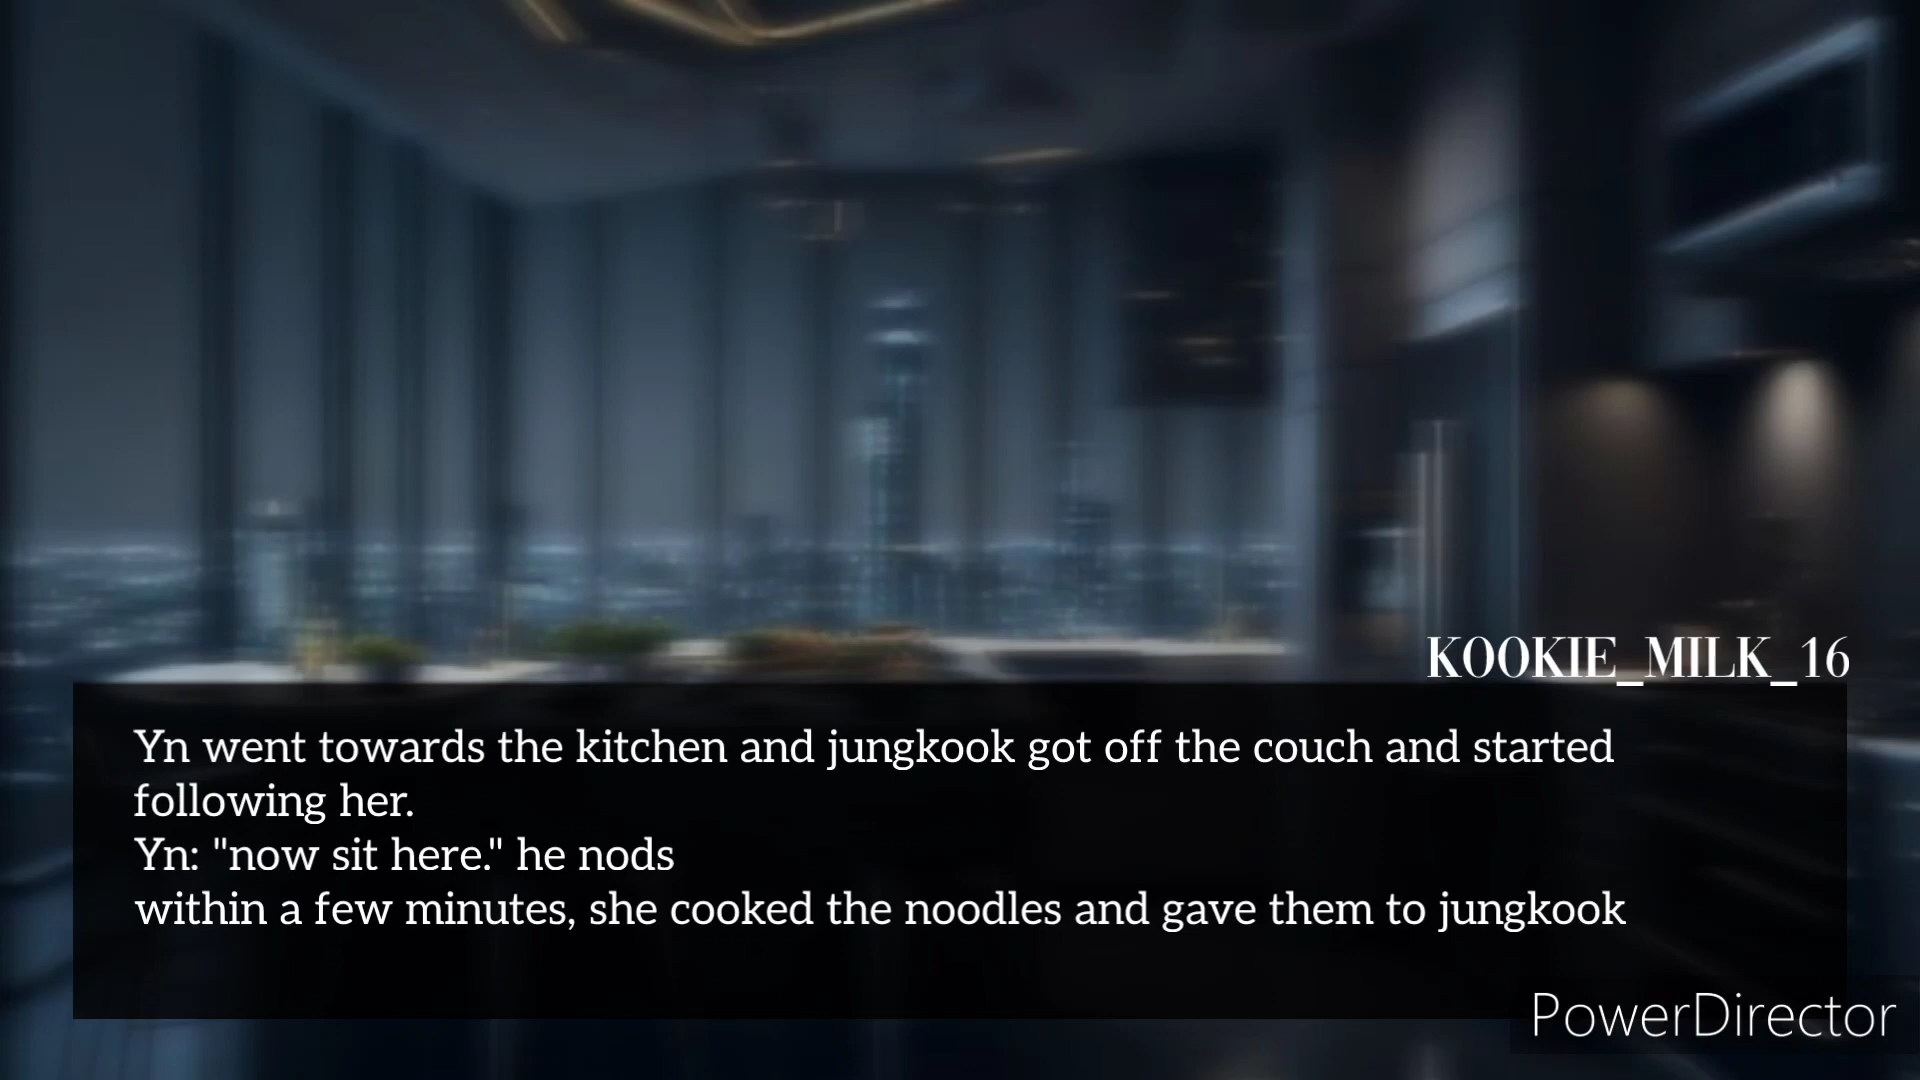 KOOKIE_MILK_16
Yn went towards the kitchen and jungkook got off the couch and started
following her.
Yn: "now sit here." he nods
within a few minutes, she cooked the noodles and gave them to jungkook
PowerDirector